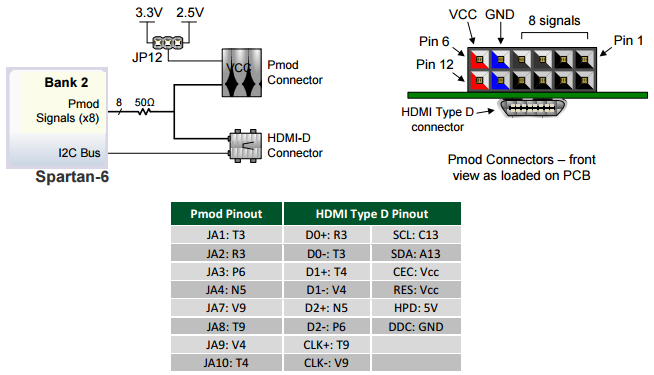 3.3V 2.5V
JP12
VCC
Pmod
Connector
Bank 2
Pmod
Signals (x8)
8 50Ω
I2C Bus
HDMI-D
Connector
Spartan-6
VCC GND
8 signals
Pin 6
Pin 1
Pin 12
HDMI Type D
connector
Pmod Connectors – front
view as loaded on PCB
Pmod Pinout HDMI Type D Pinout
JA1: T3 D0+: R3 SCL: C13
JA2: R3 D0-: T3 SDA: A13
JA3: P6 D1+: T4 CEC: Vcc
JA4: N5 D1-: V4 RES: Vcc
JA7: V9 D2+: N5 HPD: 5V
JA8: T9 D2-: P6 DDC: GND
JA9: V4 CLK+: T9
JA10: T4 CLK-: V9